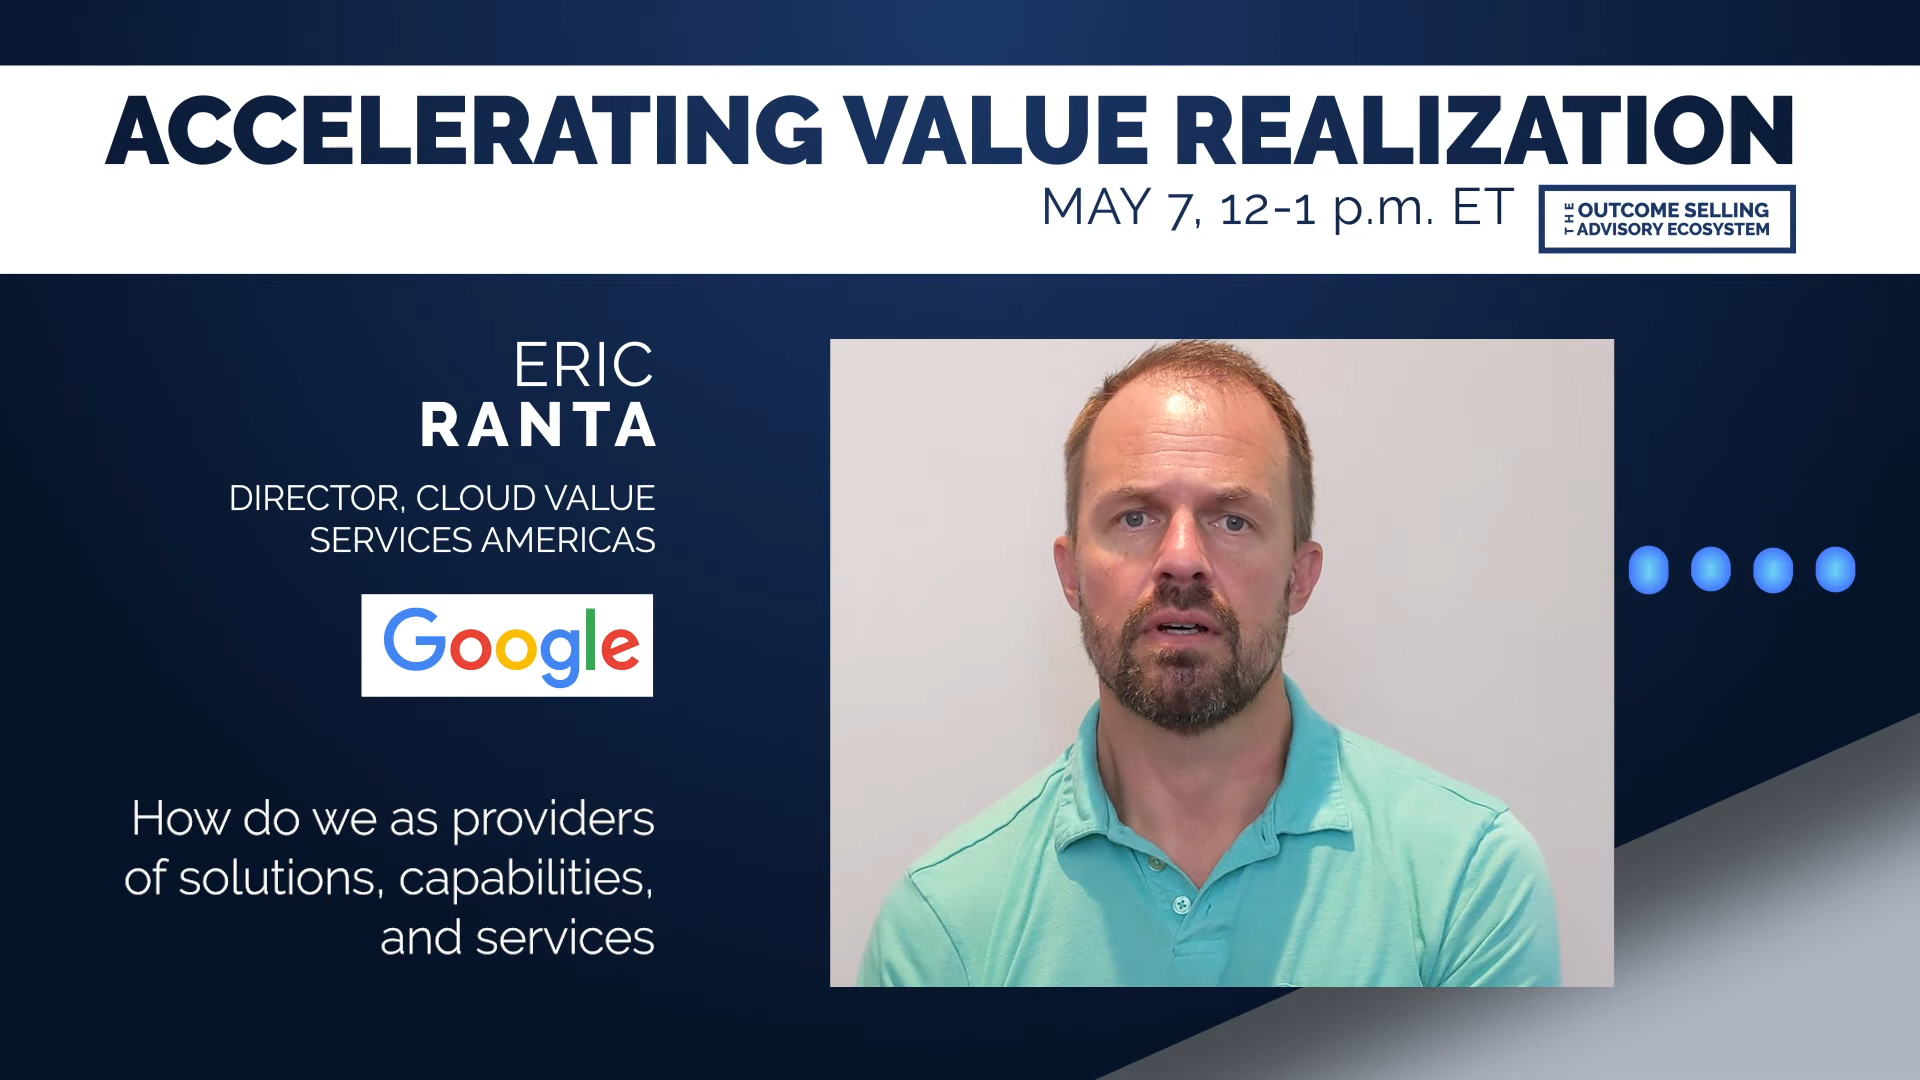 ACCELERATING VALUE REALIZATION
MAY 7, 12-1 p.m. ET
THE OUTCOME SELLING
ADVISORY ECOSYSTEM
ERIC
RANTA
DIRECTOR, CLOUD VALUE
SERVICES AMERICAS
Google
How do we as providers
of solutions, capabilities,
and services